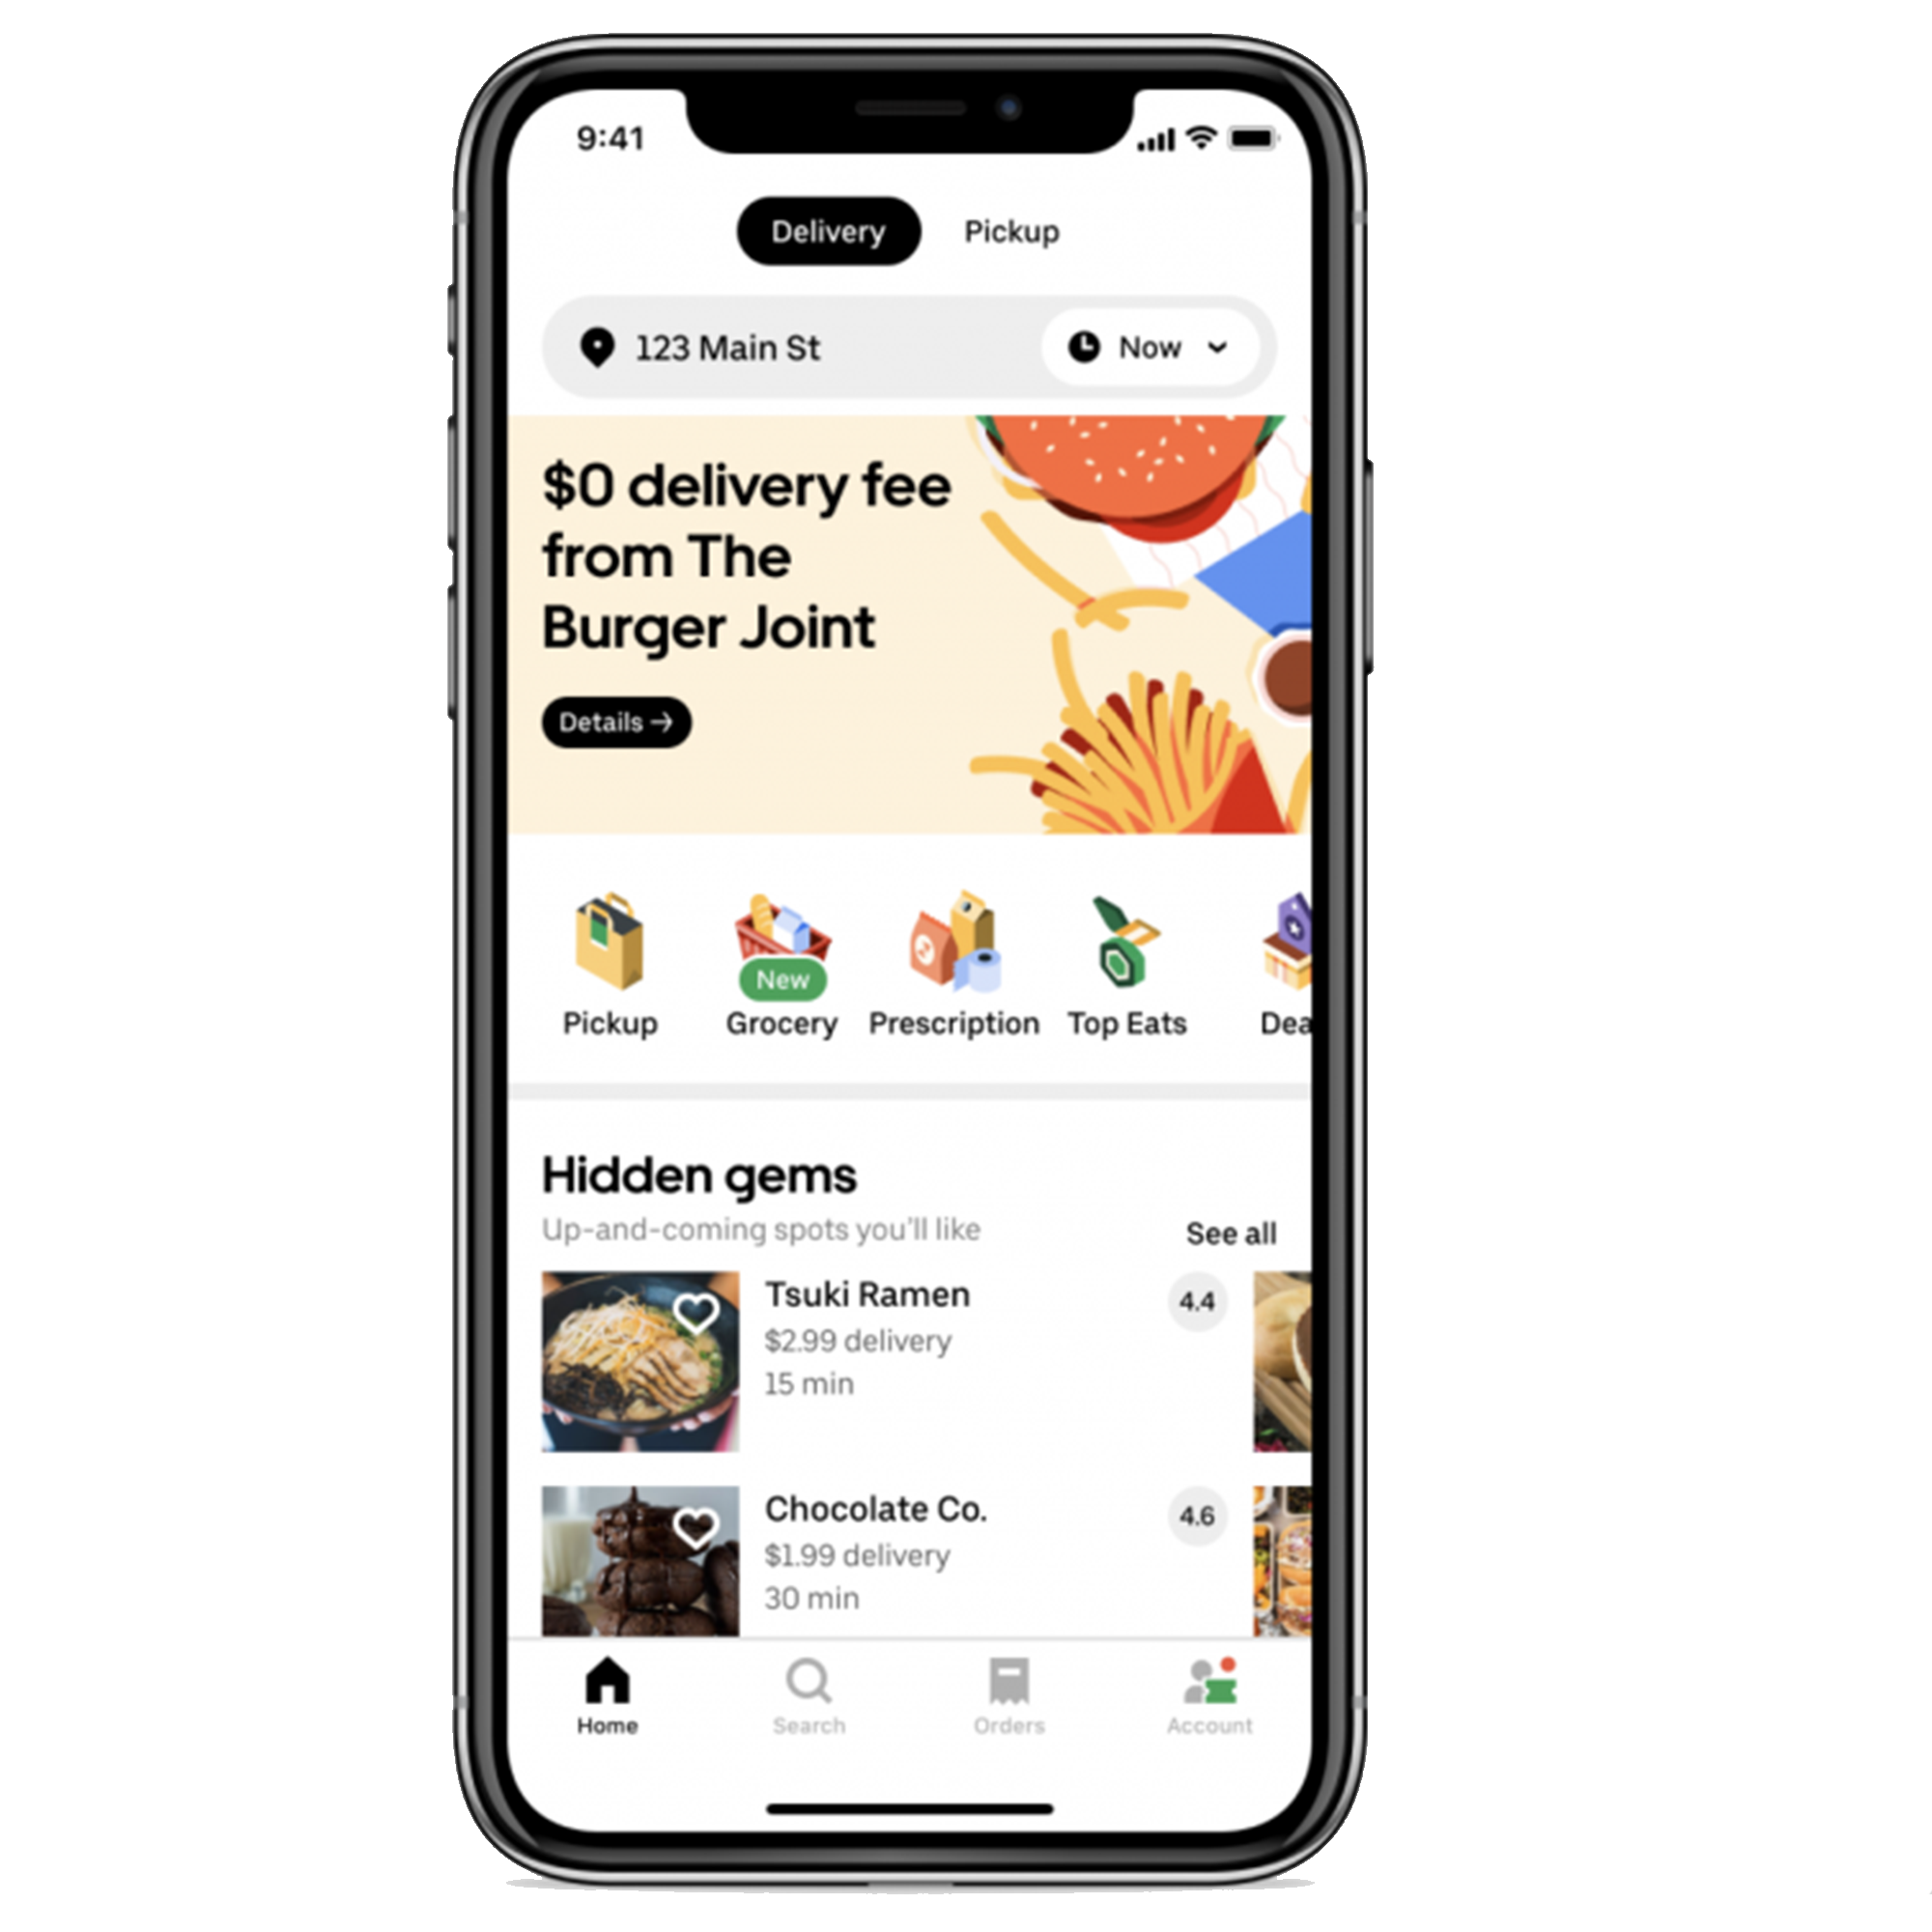 9:41
Delivery Pickup
123 Main St Now
$0 delivery fee
from The
Burger Joint
Details →
New
Pickup Grocery Prescription Top Eats
Hidden gems
Up-and-coming spots you'll like See all
Tsuki Ramen 4.4
$2.99 delivery
15 min
Chocolate Co. 4.6
$1.99 delivery
30 min
Home Search Orders Account